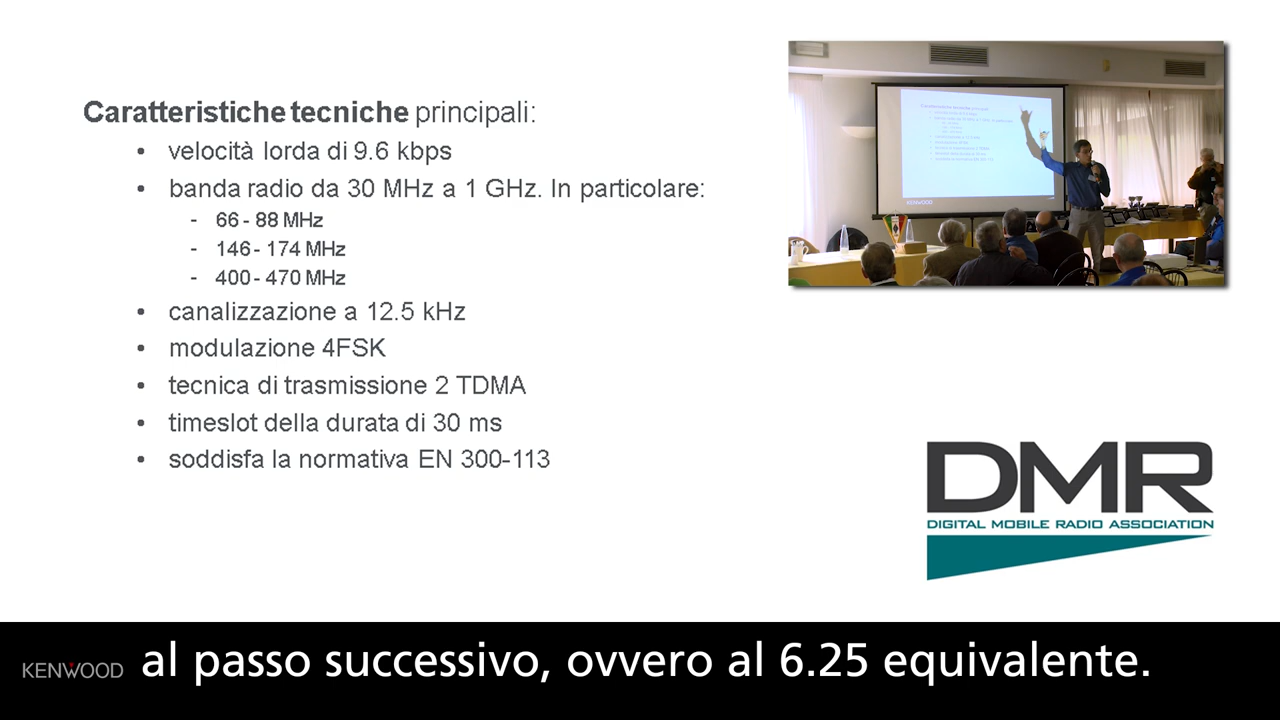 Caratteristiche tecniche principali:
• velocità lorda di 9.6 kbps
• banda radio da 30 MHz a 1 GHz. In particolare:
- 66 - 88 MHz
- 146 - 174 MHz
- 400 - 470 MHz
• canalizzazione a 12.5 kHz
• modulazione 4FSK
• tecnica di trasmissione 2 TDMA
• timeslot della durata di 30 ms
• soddisfa la normativa EN 300-113
KENWOOD
DMR
DIGITAL MOBILE RADIO ASSOCIATION
KENWOOD
al passo successivo, ovvero al 6.25 equivalente.